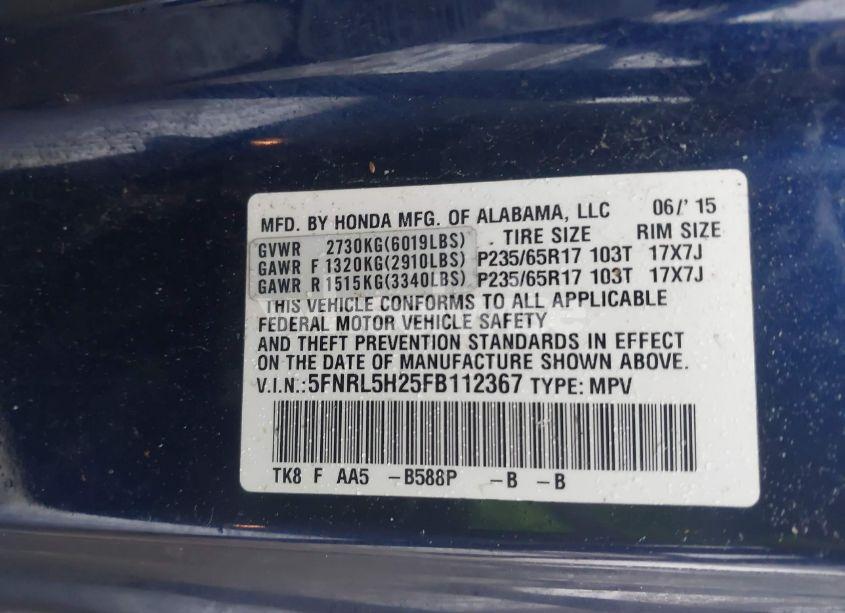 MFD. BY HONDA MFG. OF ALABAMA, LLC 06/' 15
TIRE SIZE RIM SIZE
GVWR 2730KG(6019LBS)
GAWR F 1320KG(2910LBS) P235/65R17 103T 17X7J
GAWR R 1515KG(3340LBS) P235/65R17 103T 17X7J
THIS VEHICLE CONFORMS TO ALL APPLICABLE
FEDERAL MOTOR VEHICLE SAFETY
AND THEFT PREVENTION STANDARDS IN EFFECT
ON THE DATE OF MANUFACTURE SHOWN ABOVE.
V.I.N.:5FNRL5H25FB112367 TYPE: MPV
TK8 F AA5 -B588P -B -B